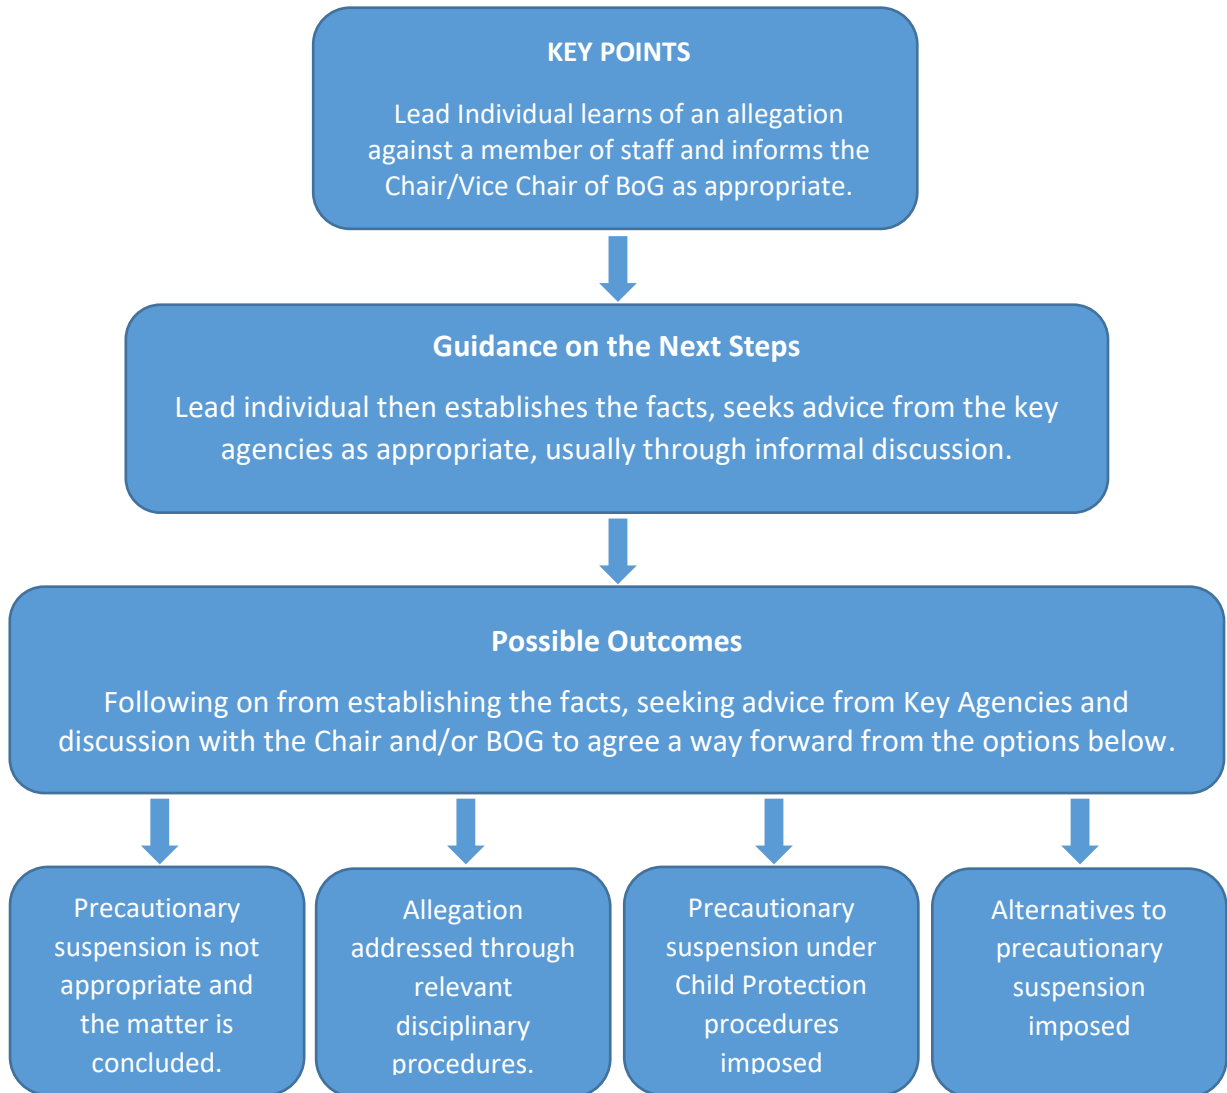 KEY POINTS
Lead Individual learns of an allegation
against a member of staff and informs the
Chair/Vice Chair of BoG as appropriate.
Guidance on the Next Steps
Lead individual then establishes the facts, seeks advice from the key
agencies as appropriate, usually through informal discussion.
Possible Outcomes
Following on from establishing the facts, seeking advice from Key Agencies and
discussion with the Chair and/or BOG to agree a way forward from the options below.
Precautionary
suspension is not
appropriate and
the matter is
concluded.
Allegation
addressed through
relevant
disciplinary
procedures.
Precautionary
suspension under
Child Protection
procedures
imposed
Alternatives to
precautionary
suspension
imposed